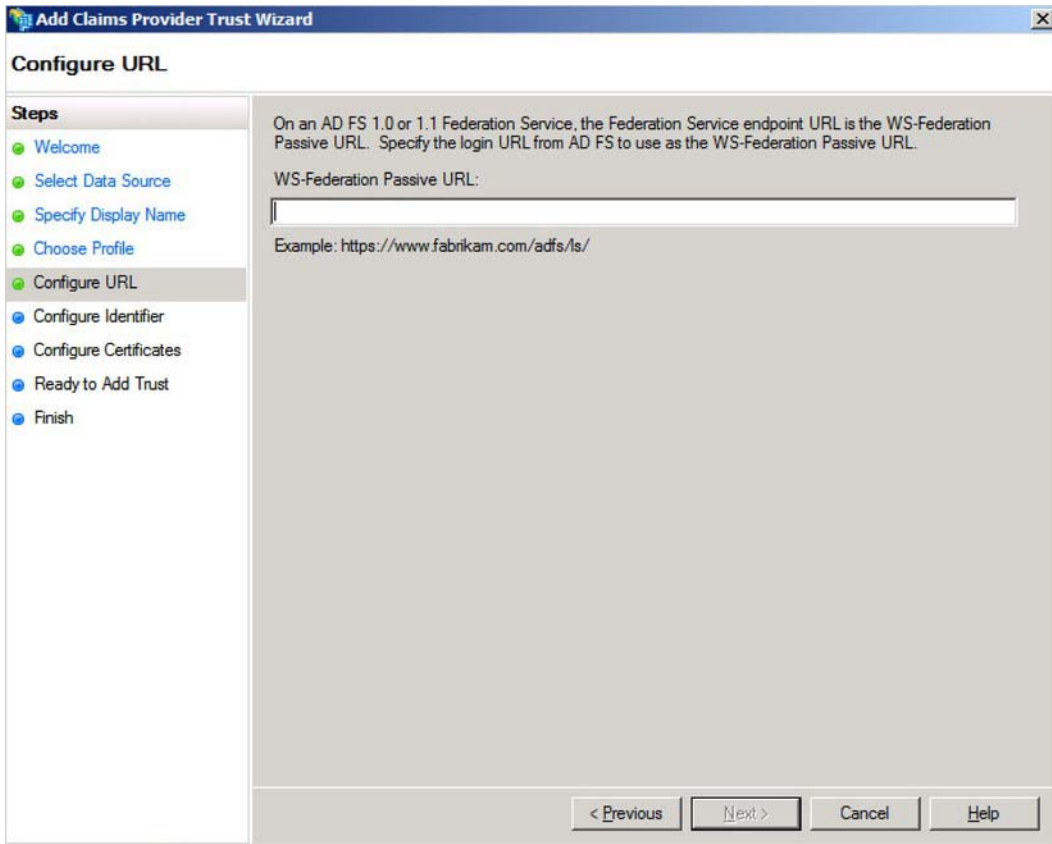 Add Claims Provider Trust Wizard
Configure URL
Steps
Welcome
Select Data Source
Specify Display Name
Choose Profile
Configure URL
Configure Identifier
Configure Certificates
Ready to Add Trust
Finish
On an AD FS 1.0 or 1.1 Federation Service, the Federation Service endpoint URL is the WS-Federation
Passive URL. Specify the login URL from AD FS to use as the WS-Federation Passive URL.
WS-Federation Passive URL:
Example: https://www.fabrikam.com/adfs/ls/
< Previous
Next >
Cancel
Help